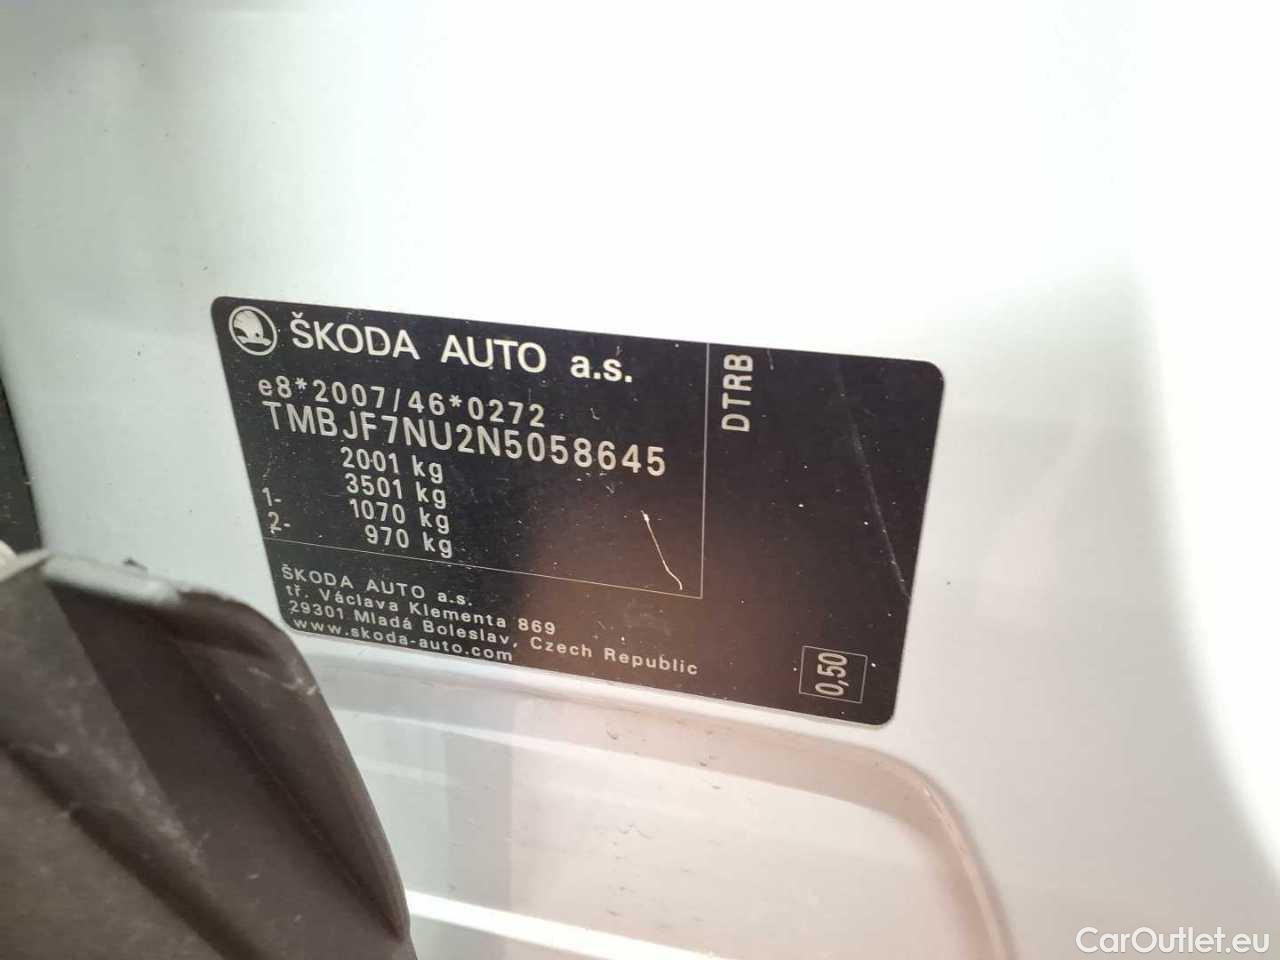 ŠKODA AUTO a.s.
e8*2007/46*0272
TMBJF7NU2N5058645
2001 kg
3501 kg
1- 1070 kg
2- 970 kg
ŠKODA AUTO a.s.
tř. Václava Klementa 869
29301 Mladá Boleslav, Czech Republic
www.skoda-auto.com
DTRB
0,50
CarOutlet.eu